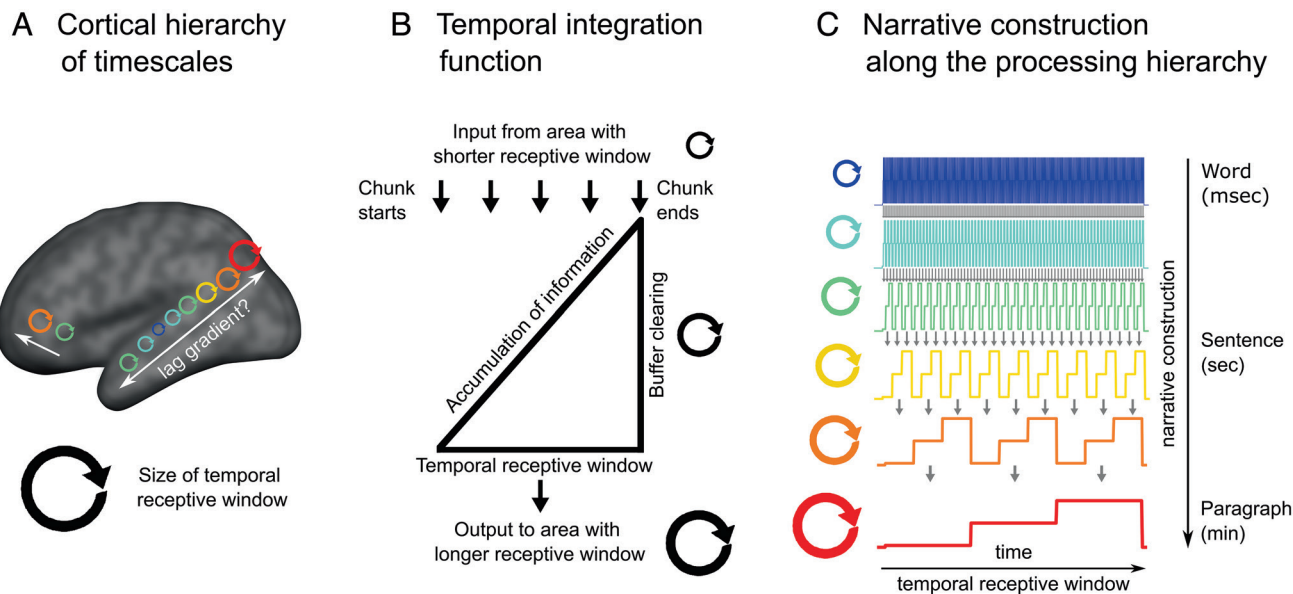 A Cortical hierarchy
of timescales
lag gradient?
Size of temporal
receptive window
B Temporal integration
function
Input from area with
shorter receptive window
Chunk
starts
Chunk
ends
Accumulation of information
Buffer clearing
Temporal receptive window
Output to area with
longer receptive window
C Narrative construction
along the processing hierarchy
Word
(msec)
Sentence
(sec)
narrative construction
Paragraph
(min)
time
temporal receptive window